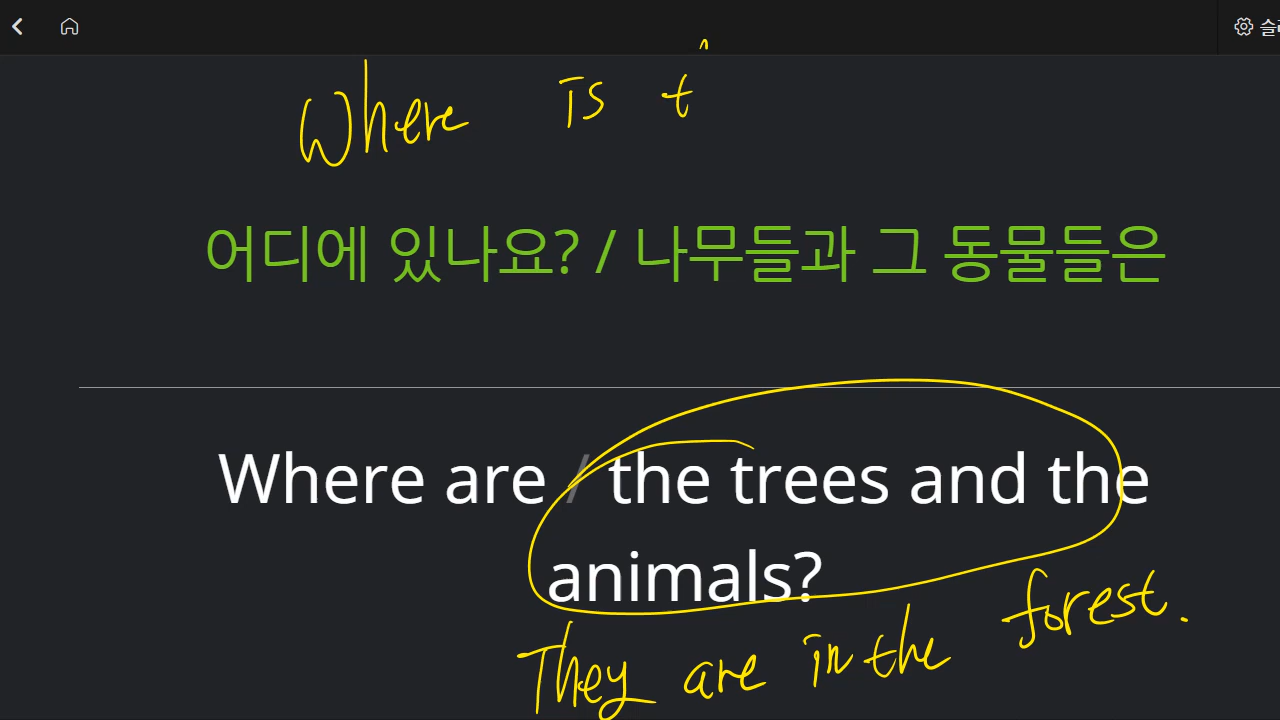 슬
Where is t
어디에 있나요? / 나무들과 그 동물들은
Where are / the trees and the
animals?
They are in the forest.